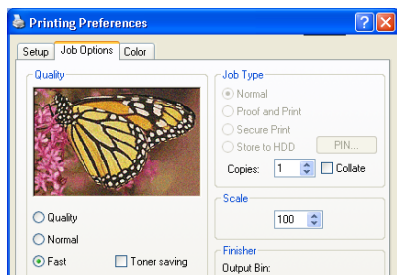 Printing Preferences
Setup Job Options Color
Quality
Quality
Normal
Fast
Toner saving
Job Type
Normal
Proof and Print
Secure Print
Store to HDD
PIN...
Copies: 1
Collate
Scale
100
Finisher
Output Bin: